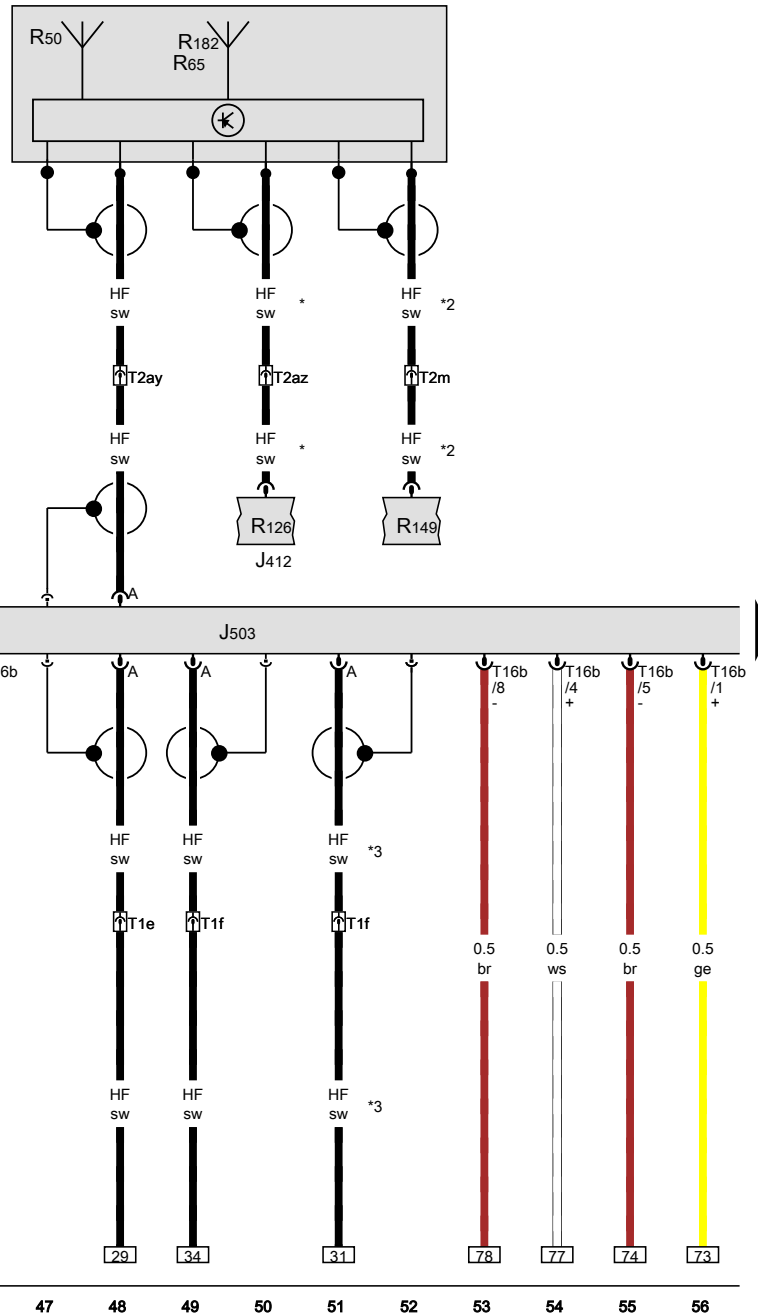 R50
R182
R65
HF HF * HF *2
sw sw sw
T2ay T2az T2m
HF HF * HF *2
sw sw sw
R126 R149
J412
A
J503
6b A A A T16b T16b T16b T16b
/8 /4 /5 /1
- + - +
HF HF HF *3
sw sw sw
T1e T1f T1f
0.5 0.5 0.5 0.5
br ws br ge
HF HF HF *3
sw sw sw
29 34 31 78 77 74 73
47 48 49 50 51 52 53 54 55 56